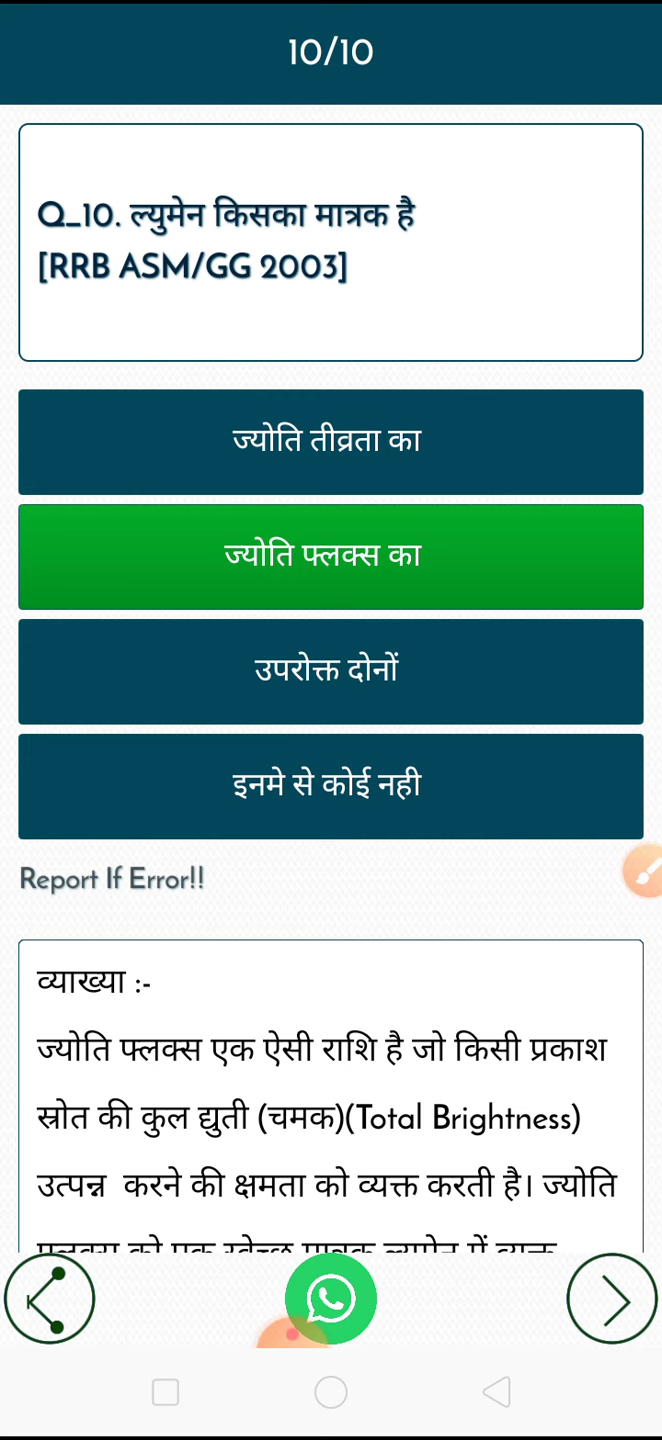 10/10
Q_10. ल्युमेन किसका मात्रक है
[RRB ASM/GG 2003]
ज्योति तीव्रता का
ज्योति फ्लक्स का
उपरोक्त दोनों
इनमे से कोई नही
Report If Error!!
व्याख्या :-
ज्योति फ्लक्स एक ऐसी राशि है जो किसी प्रकाश
स्रोत की कुल द्युती (चमक)(Total Brightness)
उत्पन्न करने की क्षमता को व्यक्त करती है। ज्योति